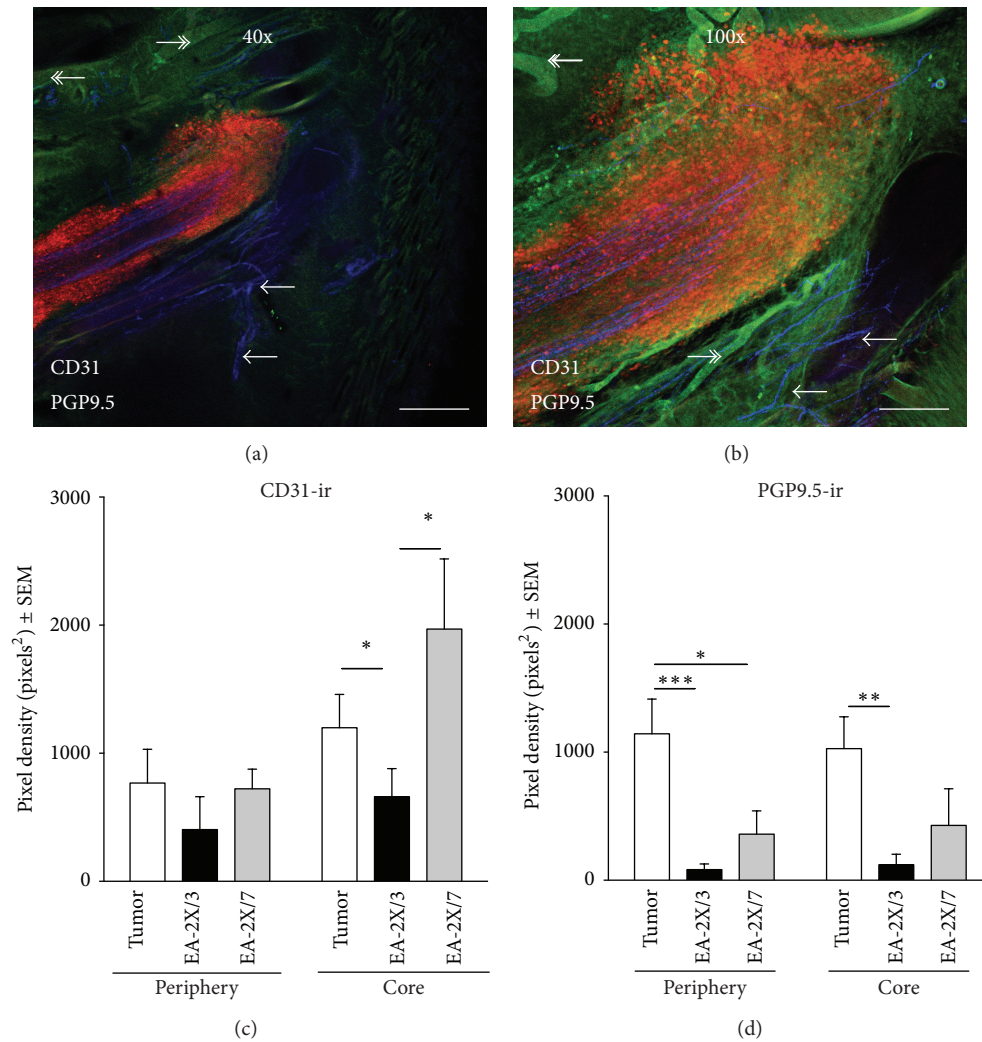 40x
CD31
PGP9.5
(a)
100x
CD31
PGP9.5
(b)
CD31-ir
Pixel density (pixels²) ± SEM
3000
2000
1000
0
*
*
Tumor
EA-2X/3
EA-2X/7
Tumor
EA-2X/3
EA-2X/7
Periphery
Core
(c)
PGP9.5-ir
Pixel density (pixels²) ± SEM
3000
2000
1000
0
*
***
**
Tumor
EA-2X/3
EA-2X/7
Tumor
EA-2X/3
EA-2X/7
Periphery
Core
(d)